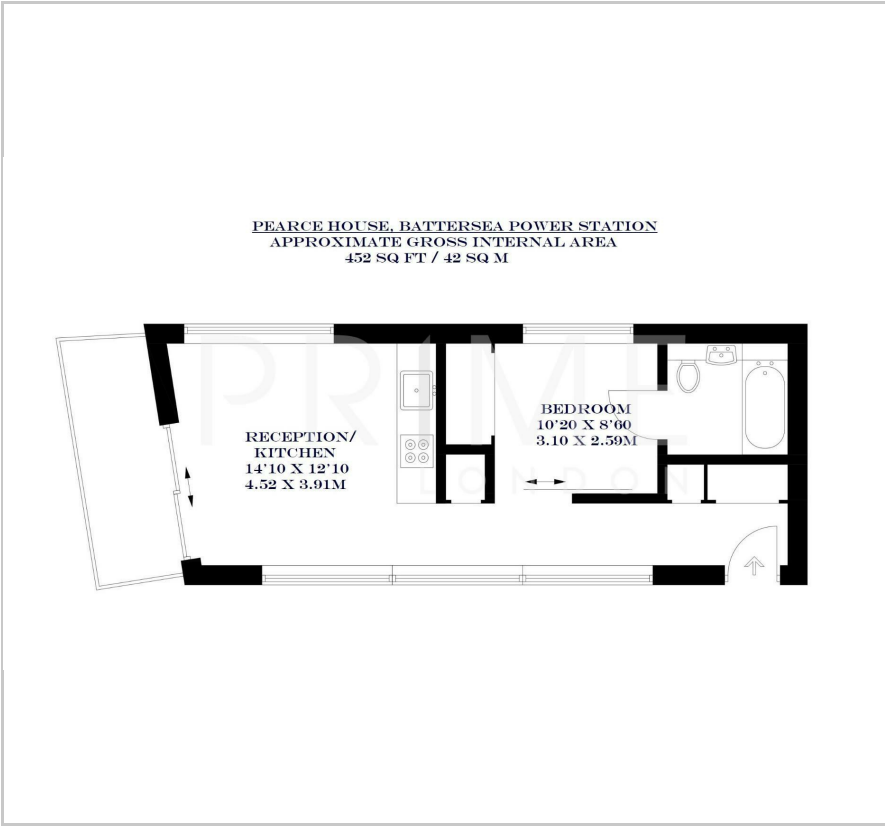 PEARCE HOUSE, BATTERSEA POWER STATION
APPROXIMATE GROSS INTERNAL AREA
452 SQ FT / 42 SQ M
PRIME
LONDON
RECEPTION/
KITCHEN
14'10 X 12'10
4.52 X 3.91M
BEDROOM
10'20 X 8'60
3.10 X 2.59M